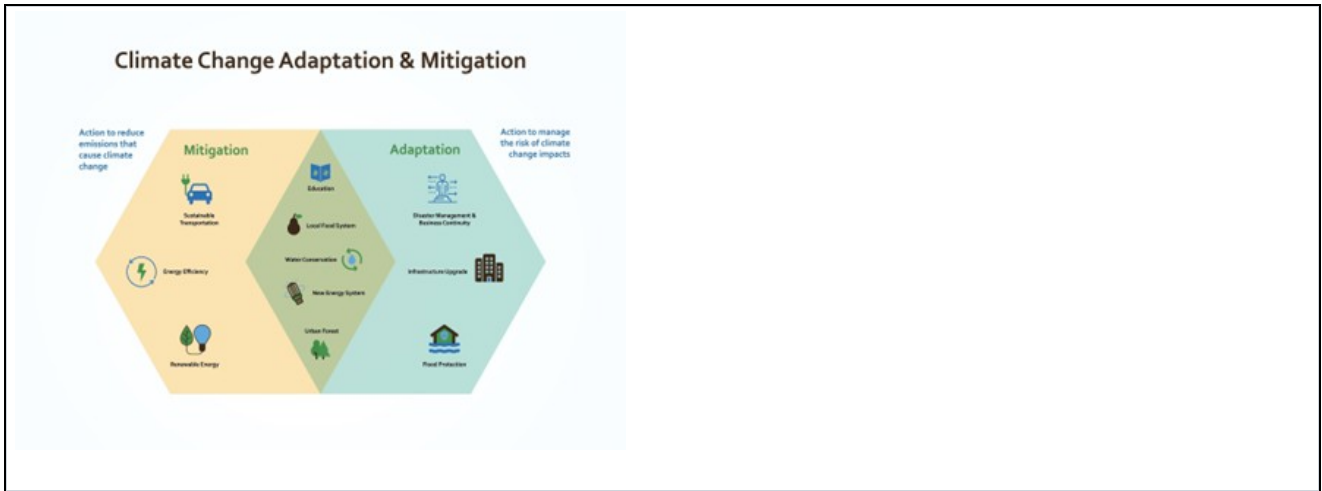 Climate Change Adaptation & Mitigation
Action to reduce
emissions that
cause climate
change
Mitigation
Sustainable
Transportation
Energy Efficiency
Renewable Energy
Education
Local Food System
Water Conservation
New Energy System
Urban Forest
Adaptation
Action to manage
the risk of climate
change impacts
Disaster Management &
Business Continuity
Infrastructure Upgrade
Flood Protection